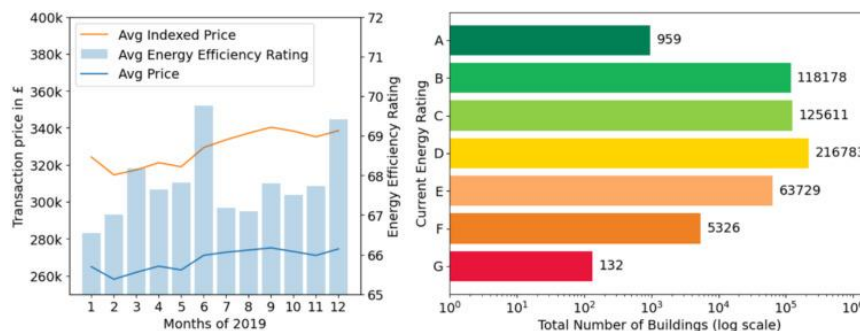 400k
380k
360k
340k
320k
300k
280k
260k
Transaction price in £
Avg Indexed Price
Avg Energy Efficiency Rating
Avg Price
72
71
70
69
68
67
66
65
Energy Efficiency Rating
1 2 3 4 5 6 7 8 9 10 11 12
Months of 2019
Current Energy Rating
A 959
B 118178
C 125611
D 216783
E 63729
F 5326
G 132
10⁰ 10¹ 10² 10³ 10⁴ 10⁵
Total Number of Buildings (log scale)